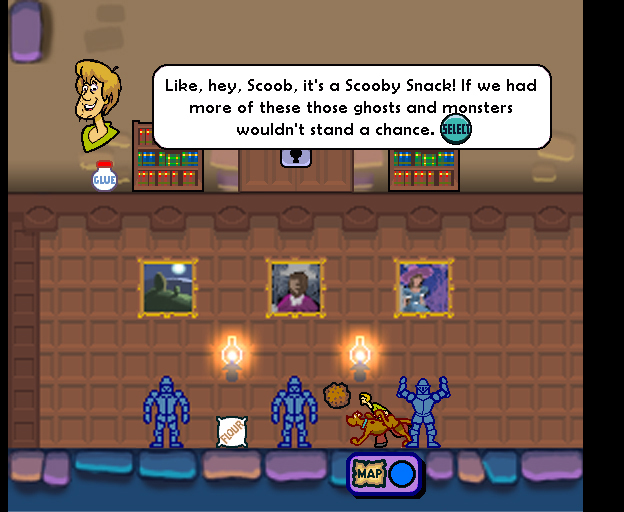 Like, hey, Scoob, it's a Scooby Snack! If we had
more of these those ghosts and monsters
wouldn't stand a chance. SELECT
GLUE
FLOUR
MAP